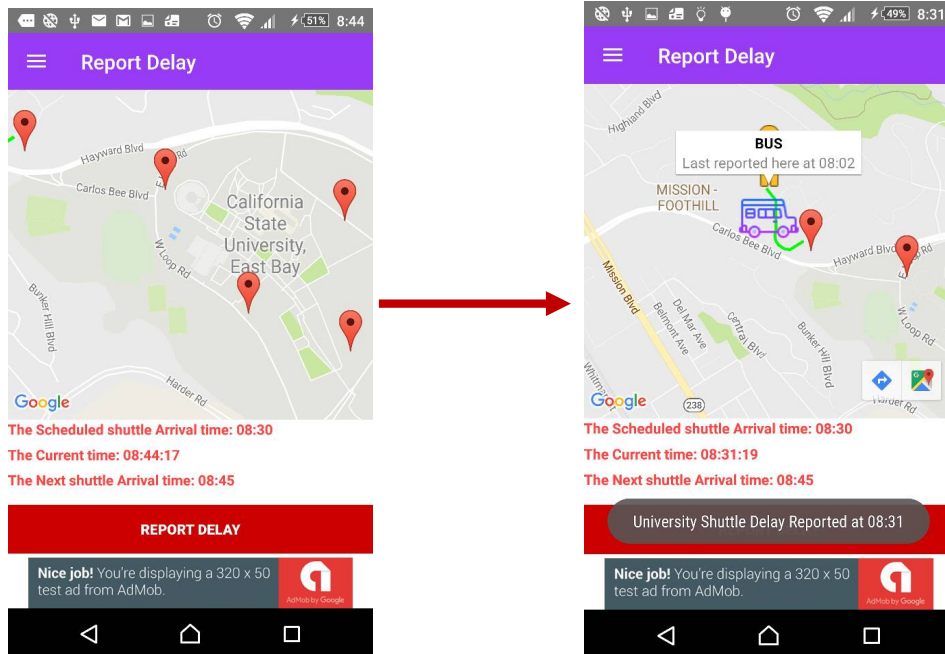 51% 8:44
Report Delay
Hayward Blvd
Rd
Carlos Bee Blvd
W Loop Rd
California
State
University,
East Bay
Bunker Hill Blvd
Harder Rd
Google
The Scheduled shuttle Arrival time: 08:30
The Current time: 08:44:17
The Next shuttle Arrival time: 08:45
REPORT DELAY
Nice job! You're displaying a 320 x 50
test ad from AdMob.
AdMob by Google
49% 8:31
Report Delay
Highland Blvd
BUS
Last reported here at 08:02
MISSION -
FOOTHILL
Carlos Bee Blvd
Hayward Blvd
Rd
Mission Blvd
W Loop Rd
Del Mar Ave
Belmont Ave
Central Blvd
Bunker Hill Blvd
238
Harder Rd
Google
The Scheduled shuttle Arrival time: 08:30
The Current time: 08:31:19
The Next shuttle Arrival time: 08:45
University Shuttle Delay Reported at 08:31
Nice job! You're displaying a 320 x 50
test ad from AdMob.
AdMob by Google